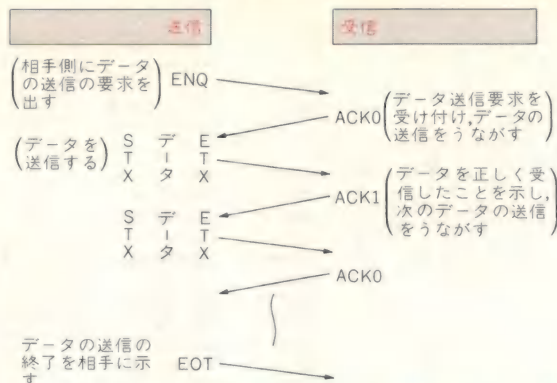 送信
受信
(相手側にデータ
の送信の要求を
出す)
ENQ
ACK0
(データ送信要求を
受け付け,データの
送信をうながす)
(データを
送信する)
STX データ ETX
ACK1
(データを正しく受
信したことを示し,
次のデータの送信
をうながす)
STX データ ETX
ACK0
データの送信の
終了を相手に示
す
EOT